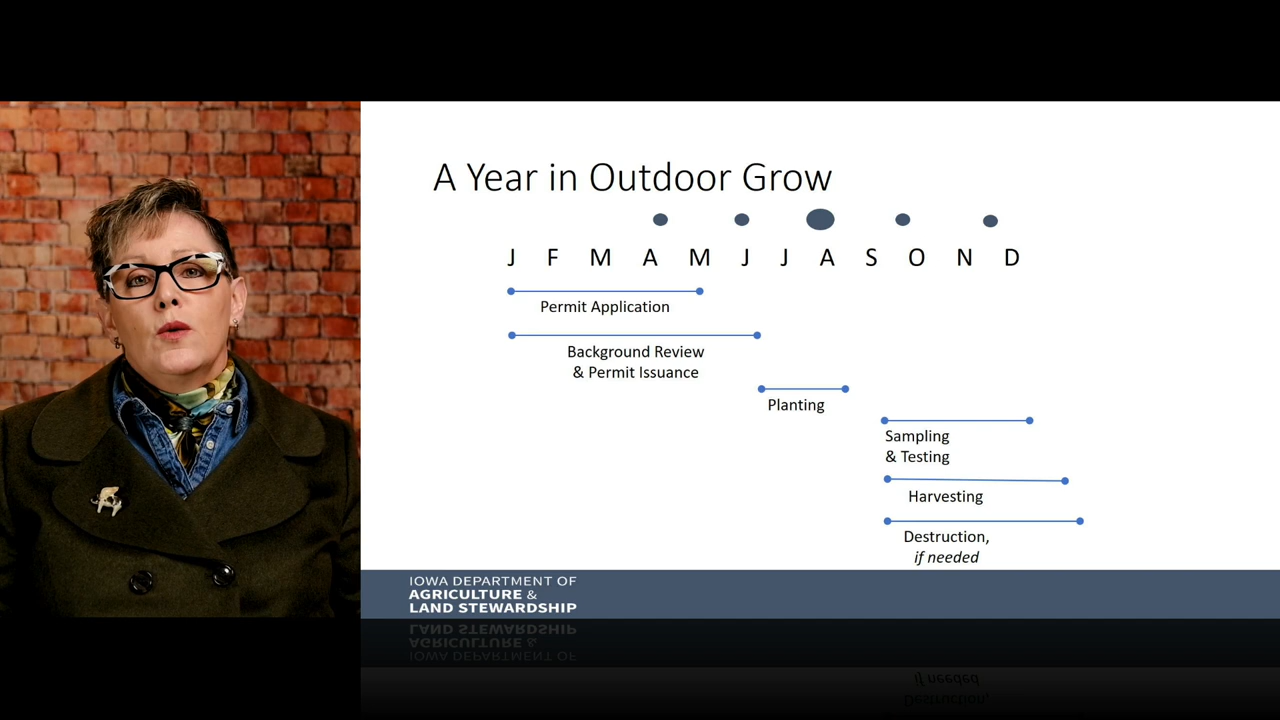 A Year in Outdoor Grow
J F M A M J J A S O N D
Permit Application
Background Review
& Permit Issuance
Planting
Sampling
& Testing
Harvesting
Destruction,
if needed
IOWA DEPARTMENT OF
AGRICULTURE &
LAND STEWARDSHIP